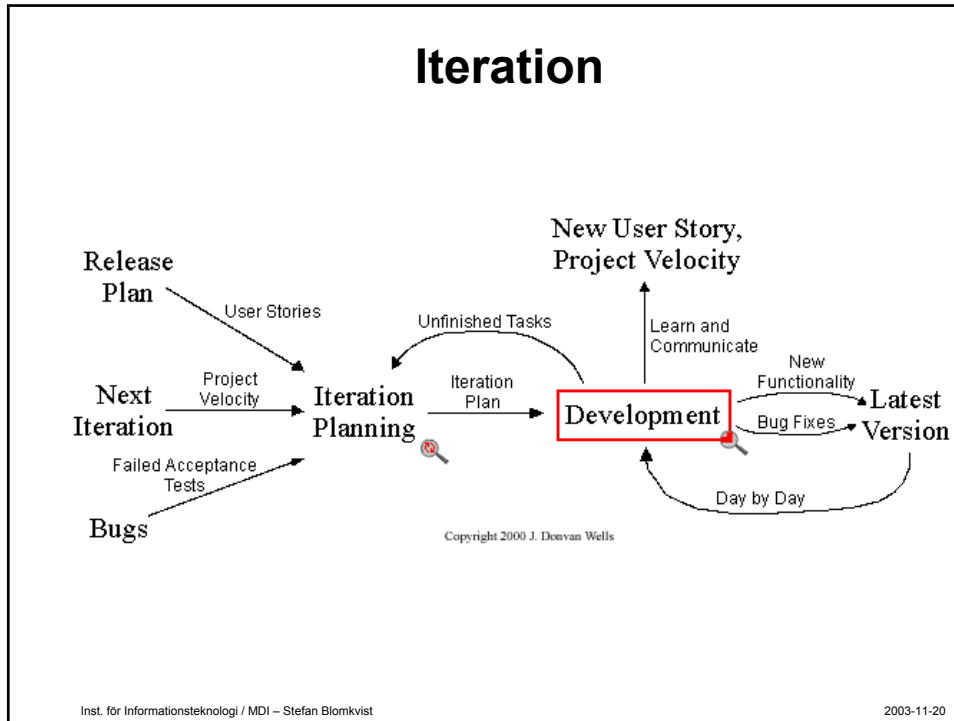 Iteration
New User Story,
Project Velocity
Release
Plan
User Stories
Unfinished Tasks
Learn and
Communicate
New
Functionality
Next
Iteration
Project
Velocity
Iteration
Planning
Iteration
Plan
Development
Bug Fixes
Latest
Version
Failed Acceptance
Tests
Day by Day
Bugs
Copyright 2000 J. Donvan Wells
Inst. för Informationsteknologi / MDI – Stefan Blomkvist
2003-11-20